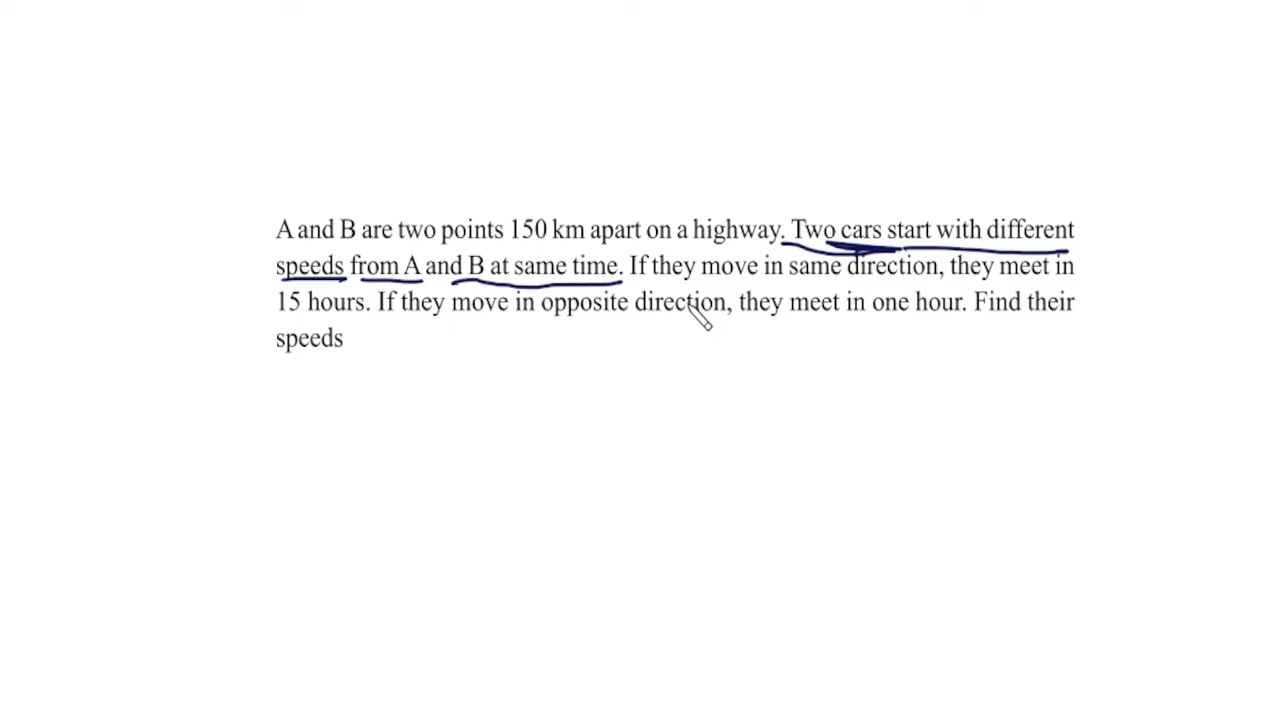 A and B are two points 150 km apart on a highway. Two cars start with different
speeds from A and B at same time. If they move in same direction, they meet in
15 hours. If they move in opposite direction, they meet in one hour. Find their
speeds